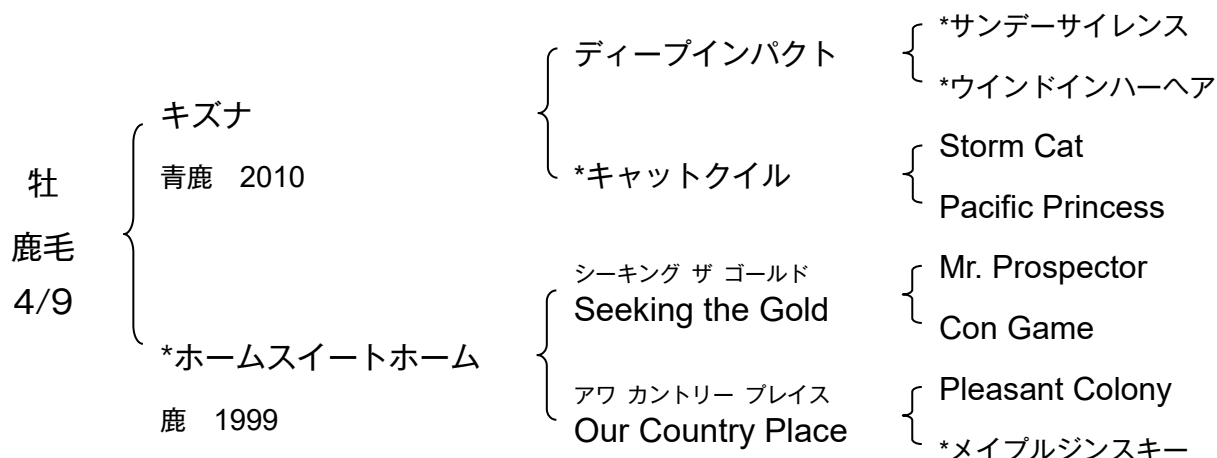 牡
鹿毛
4/9
キズナ
青鹿 2010
*ホームスイートホーム
鹿 1999
ディープインパクト
*キャットクイル
シーキング ザ ゴールド
Seeking the Gold
アワ カントリー プレイス
Our Country Place
*サンデーサイレンス
*ウインドインハーヘア
Storm Cat
Pacific Princess
Mr. Prospector
Con Game
Pleasant Colony
*メイプルジンスキー